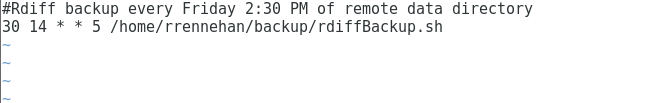 #Rdiff backup every Friday 2:30 PM of remote data directory
30 14 * * 5 /home/rrennehan/backup/rdiffBackup.sh
~
~
~
~